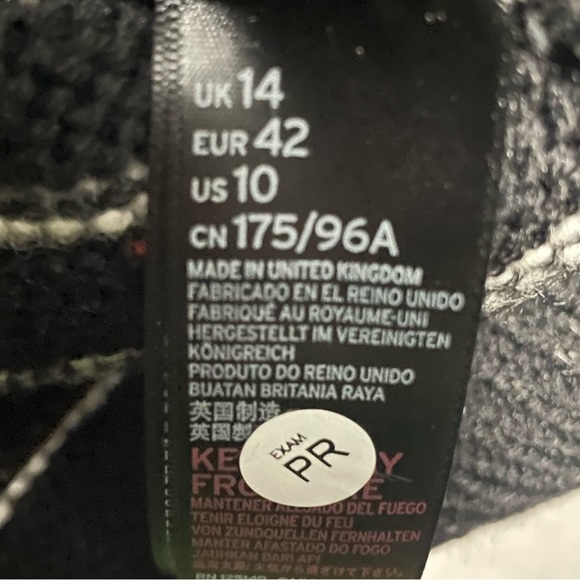 UK 14
EUR 42
US 10
CN 175/96A
MADE IN UNITED KINGDOM
FABRICADO EN EL REINO UNIDO
FABRIQUÉ AU ROYAUME-UNI
HERGESTELLT IM VEREINIGTEN
KÖNIGREICH
PRODUTO DO REINO UNIDO
BUATAN BRITANIA RAYA
英国制造
英国
EXAM
PR
MANTENER ALEJADO DEL FUEGO
TENIR ELOIGNE DU FEU
VON ZUNDQUELLEN FERNHALTEN
MANTER AFASTADO DO FOGO
JAUHKAN DARI API